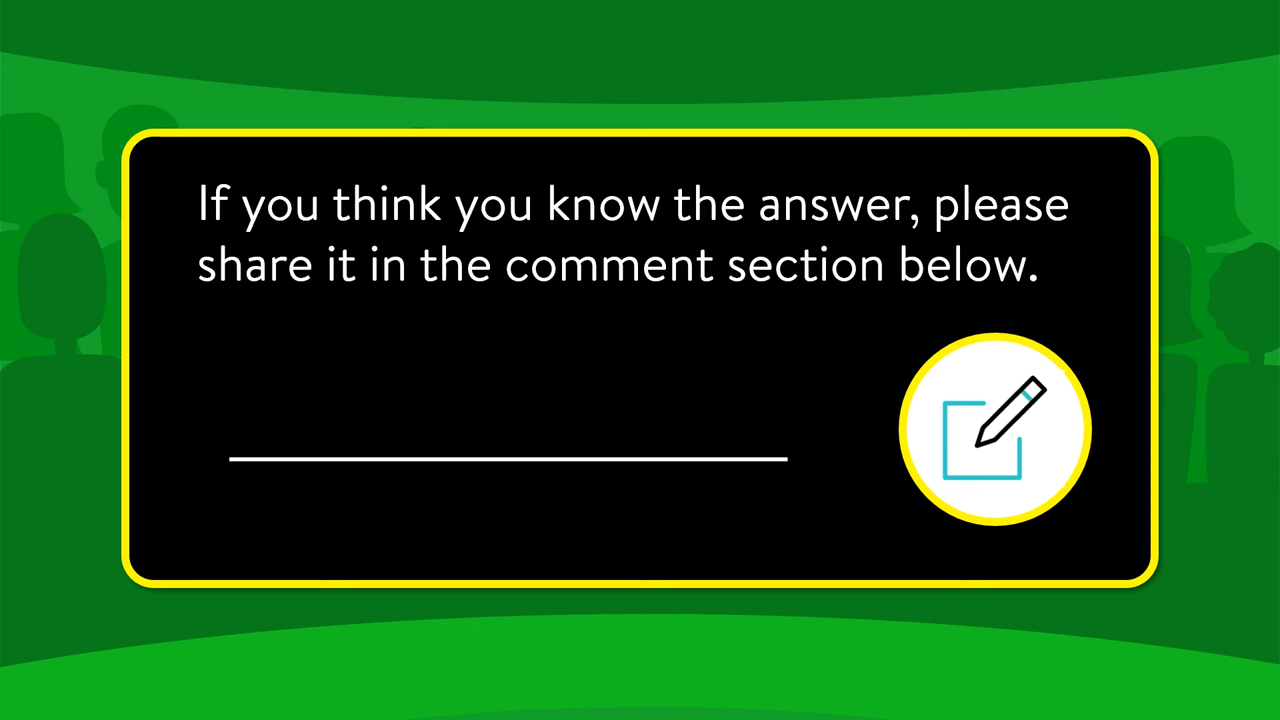 If you think you know the answer, please
share it in the comment section below.